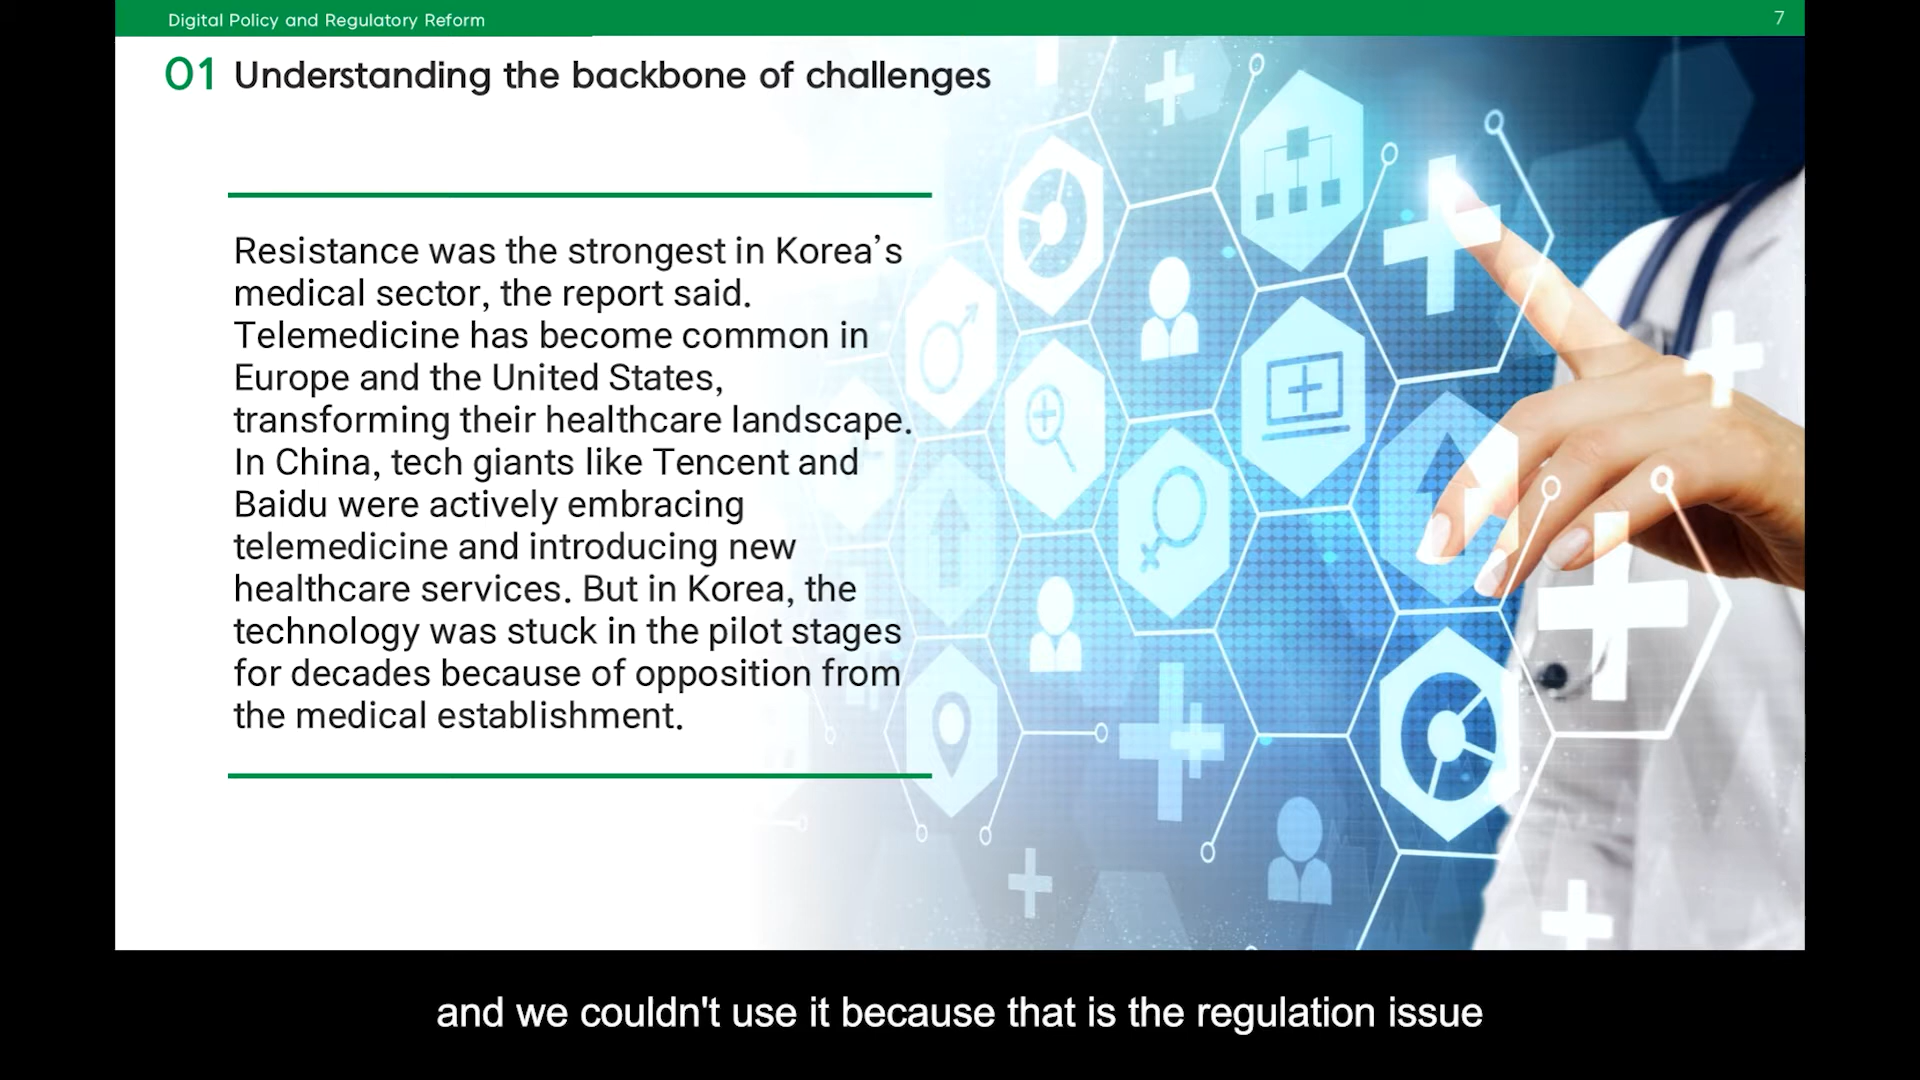 Digital Policy and Regulatory Reform
7
01 Understanding the backbone of challenges
Resistance was the strongest in Korea's
medical sector, the report said.
Telemedicine has become common in
Europe and the United States,
transforming their healthcare landscape.
In China, tech giants like Tencent and
Baidu were actively embracing
telemedicine and introducing new
healthcare services. But in Korea, the
technology was stuck in the pilot stages
for decades because of opposition from
the medical establishment.
and we couldn't use it because that is the regulation issue